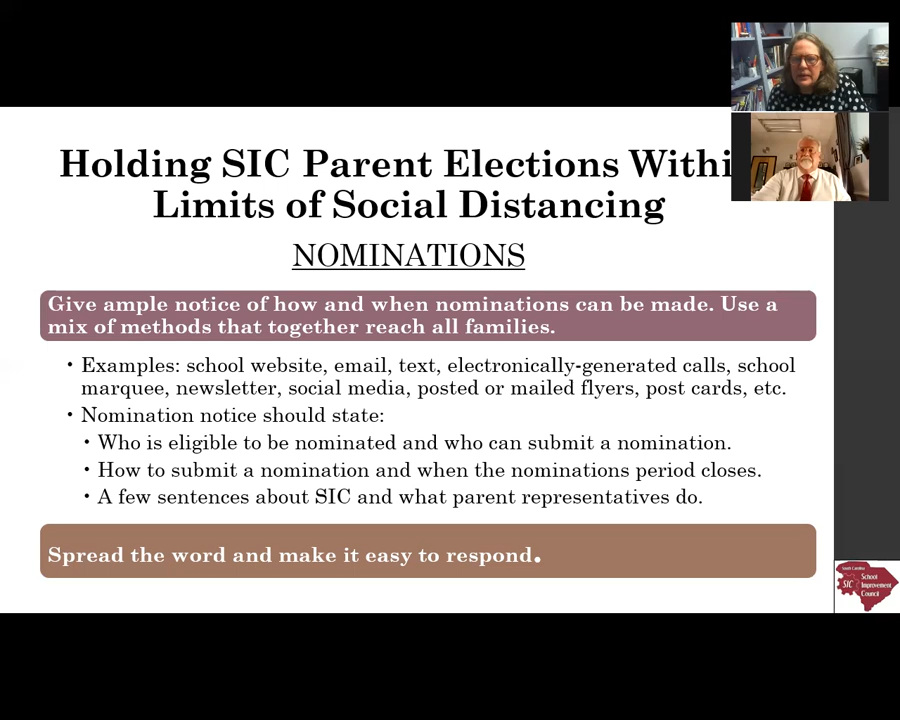 Holding SIC Parent Elections Withi
Limits of Social Distancing
NOMINATIONS
Give ample notice of how and when nominations can be made. Use a
mix of methods that together reach all families.
• Examples: school website, email, text, electronically-generated calls, school
marquee, newsletter, social media, posted or mailed flyers, post cards, etc.
• Nomination notice should state:
• Who is eligible to be nominated and who can submit a nomination.
• How to submit a nomination and when the nominations period closes.
• A few sentences about SIC and what parent representatives do.
Spread the word and make it easy to respond.
South Carolina
SIC
School
Improvement
Council